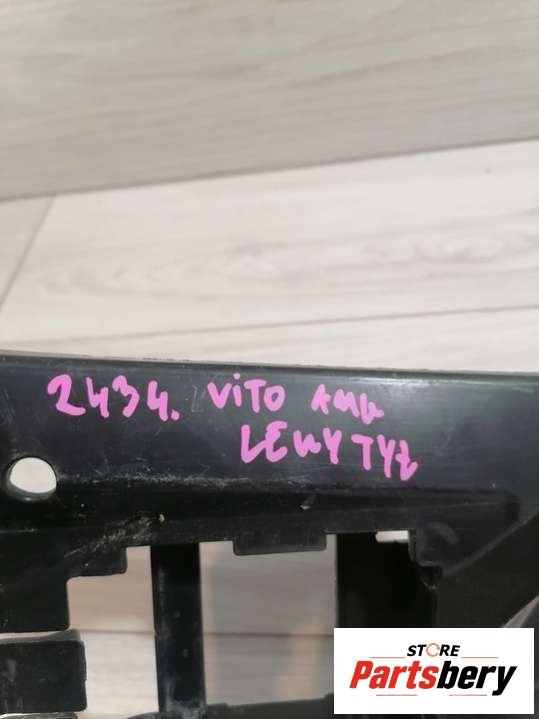 2434. VITO AMG
LEWY TYŁ
STORE
Partsbery